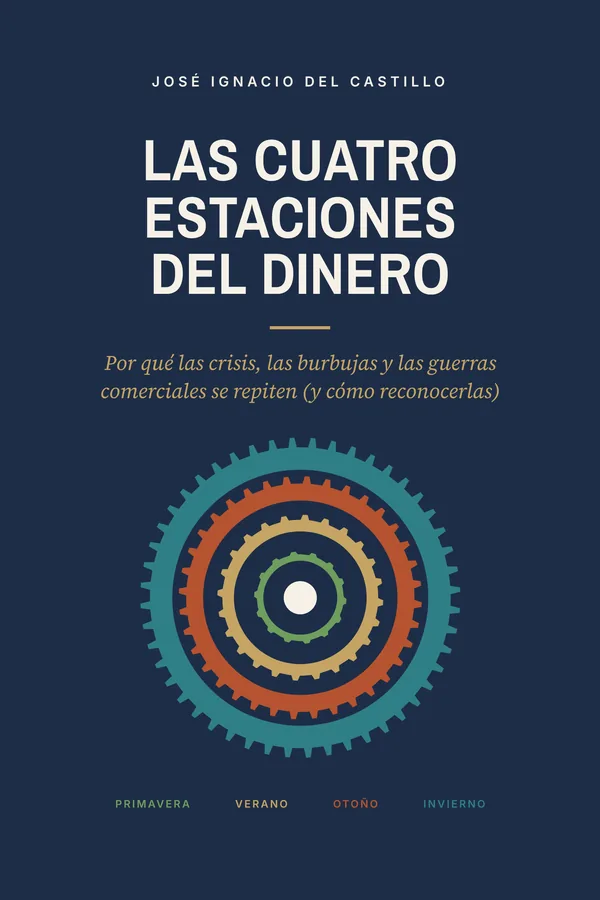 JOSÉ IGNACIO DEL CASTILLO
LAS CUATRO
ESTACIONES
DEL DINERO
Por qué las crisis, las burbujas y las guerras
comerciales se repiten (y cómo reconocerlas)
PRIMAVERA VERANO OTOÑO INVIERNO